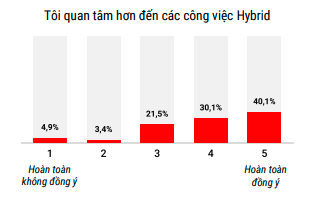 Tôi quan tâm hơn đến các công việc Hybrid
4,9%
3,4%
21,5%
30,1%
40,1%
1
2
3
4
5
Hoàn toàn
không đồng ý
Hoàn toàn
đồng ý